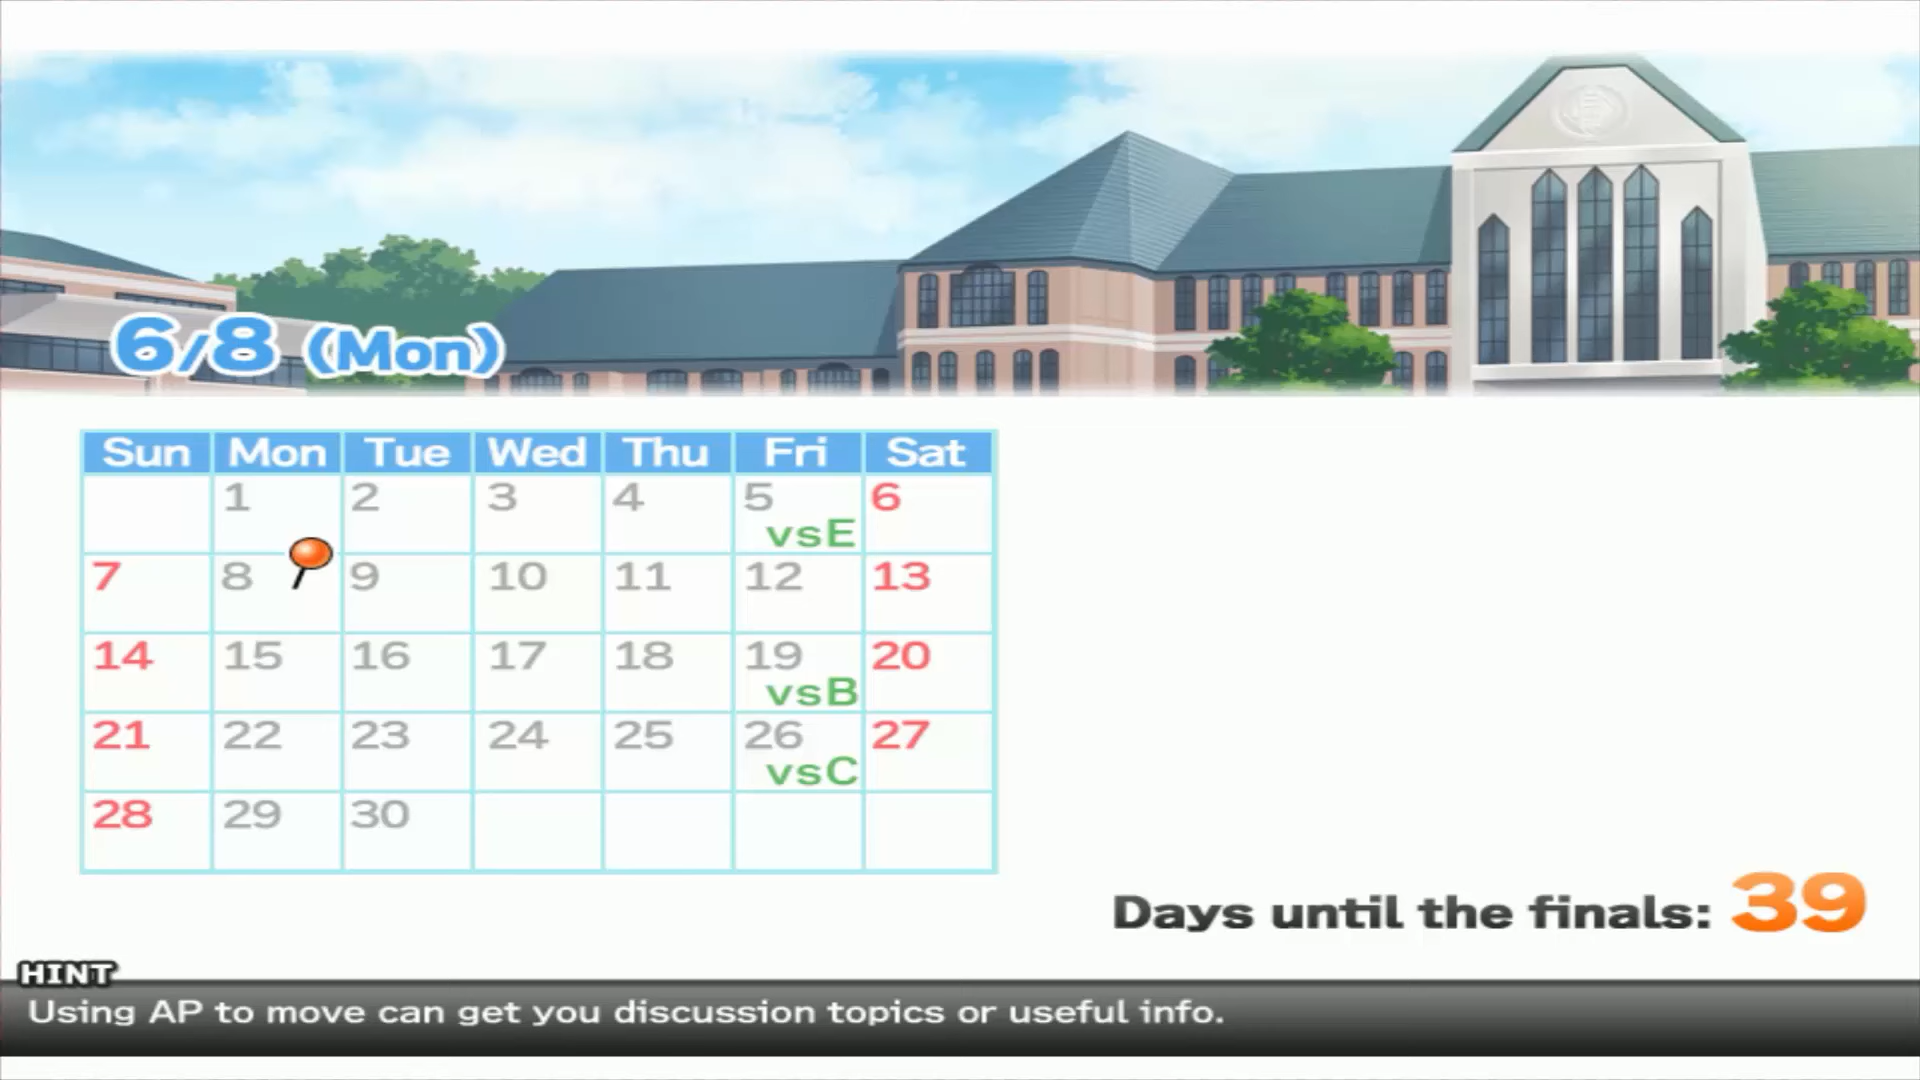 6/8 (Mon)
Sun Mon Tue Wed Thu Fri Sat
1 2 3 4 5 6
vsE
7 8 9 10 11 12 13
14 15 16 17 18 19 20
vsB
21 22 23 24 25 26 27
vsC
28 29 30
Days until the finals: 39
HINT
Using AP to move can get you discussion topics or useful info.